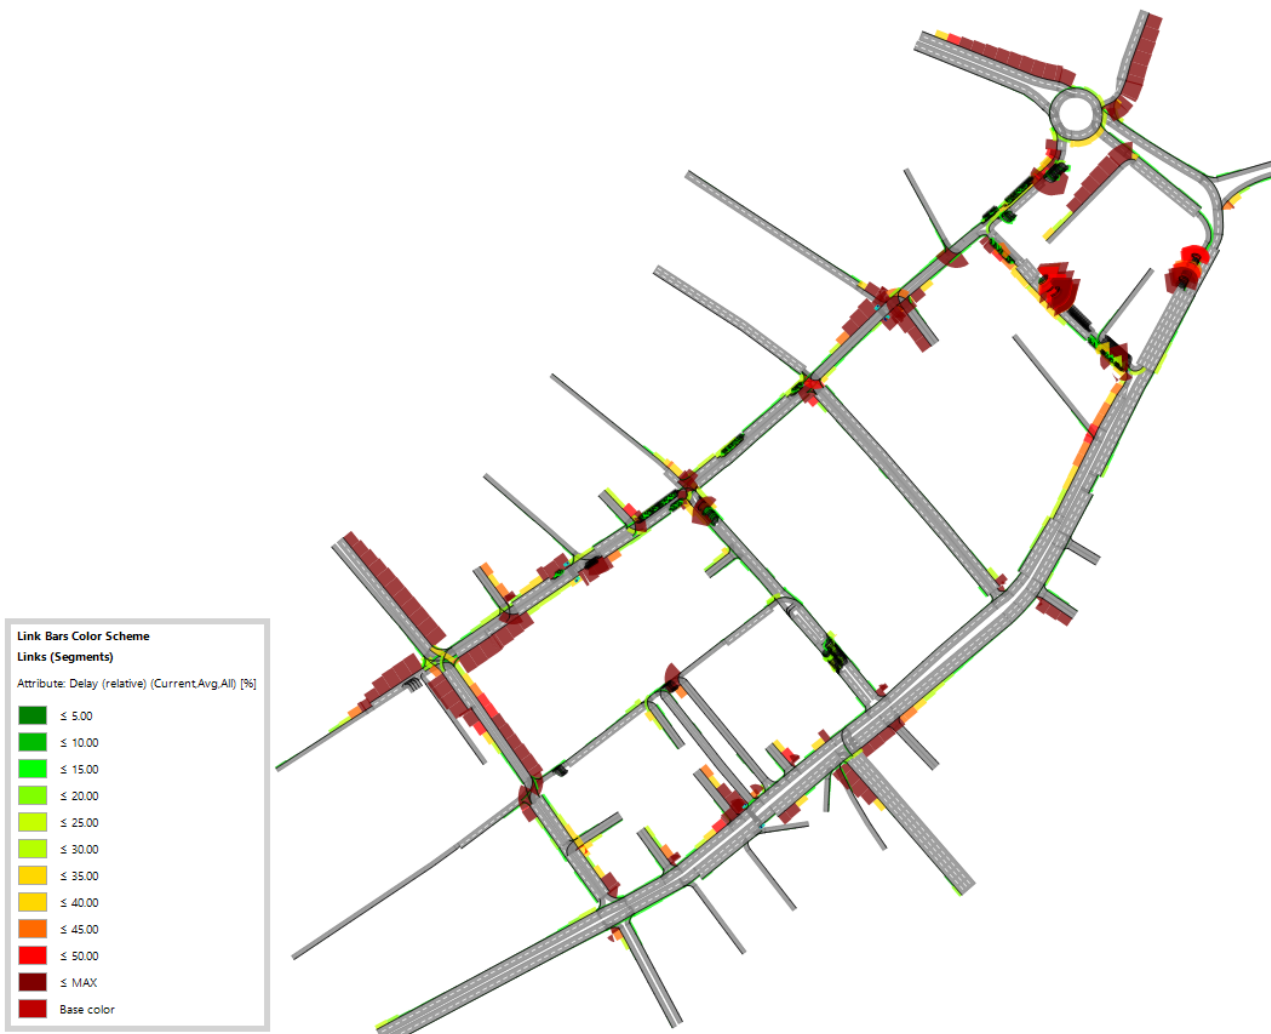 Link Bars Color Scheme
Links (Segments)
Attribute: Delay (relative) (Current,Avg,All) [%]
≤ 5.00
≤ 10.00
≤ 15.00
≤ 20.00
≤ 25.00
≤ 30.00
≤ 35.00
≤ 40.00
≤ 45.00
≤ 50.00
≤ MAX
Base color